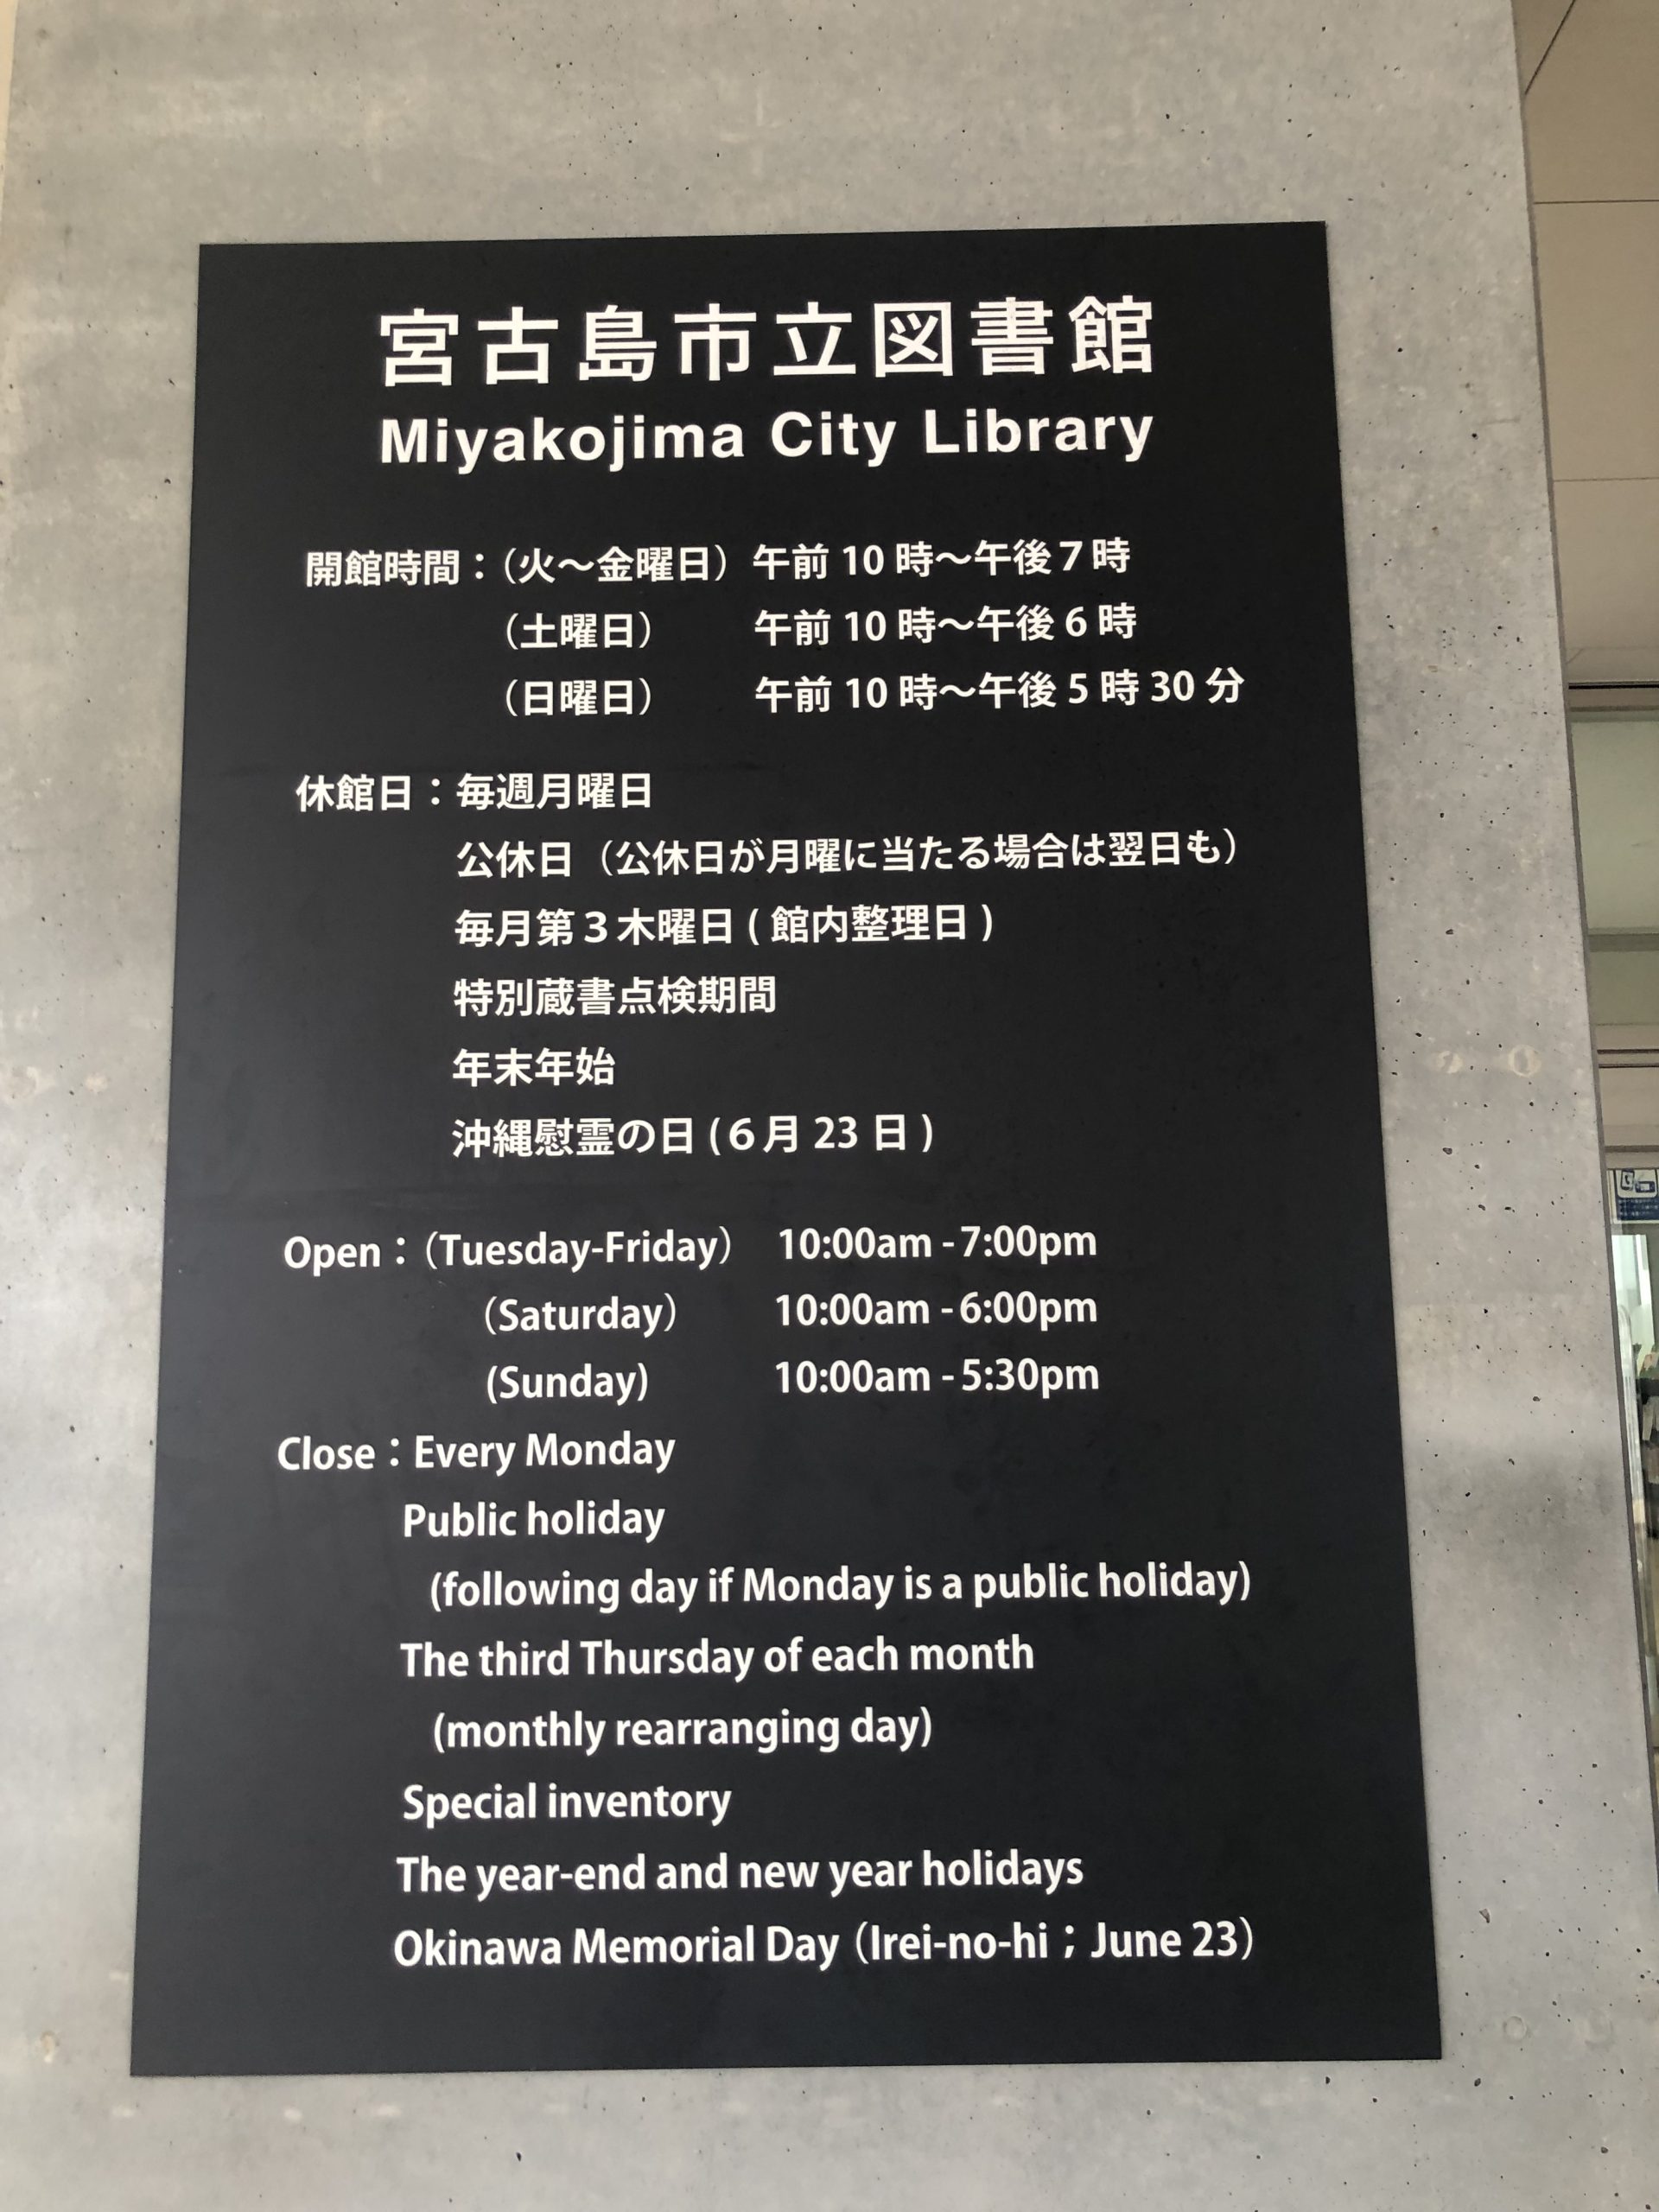 宮古島市立図書館
Miyakojima City Library
開館時間：（火～金曜日） 午前 10 時～午後 7 時
（土曜日） 午前 10 時～午後 6 時
（日曜日） 午前 10 時～午後 5 時 30 分
休館日：毎週月曜日
公休日（公休日が月曜に当たる場合は翌日も）
毎月第３木曜日 ( 館内整理日 )
特別蔵書点検期間
年末年始
沖縄慰霊の日 ( 6 月 23 日 )
Open：（Tuesday-Friday） 10:00am - 7:00pm
（Saturday） 10:00am - 6:00pm
(Sunday) 10:00am - 5:30pm
Close：Every Monday
Public holiday
(following day if Monday is a public holiday)
The third Thursday of each month
(monthly rearranging day)
Special inventory
The year-end and new year holidays
Okinawa Memorial Day（Irei-no-hi；June 23）